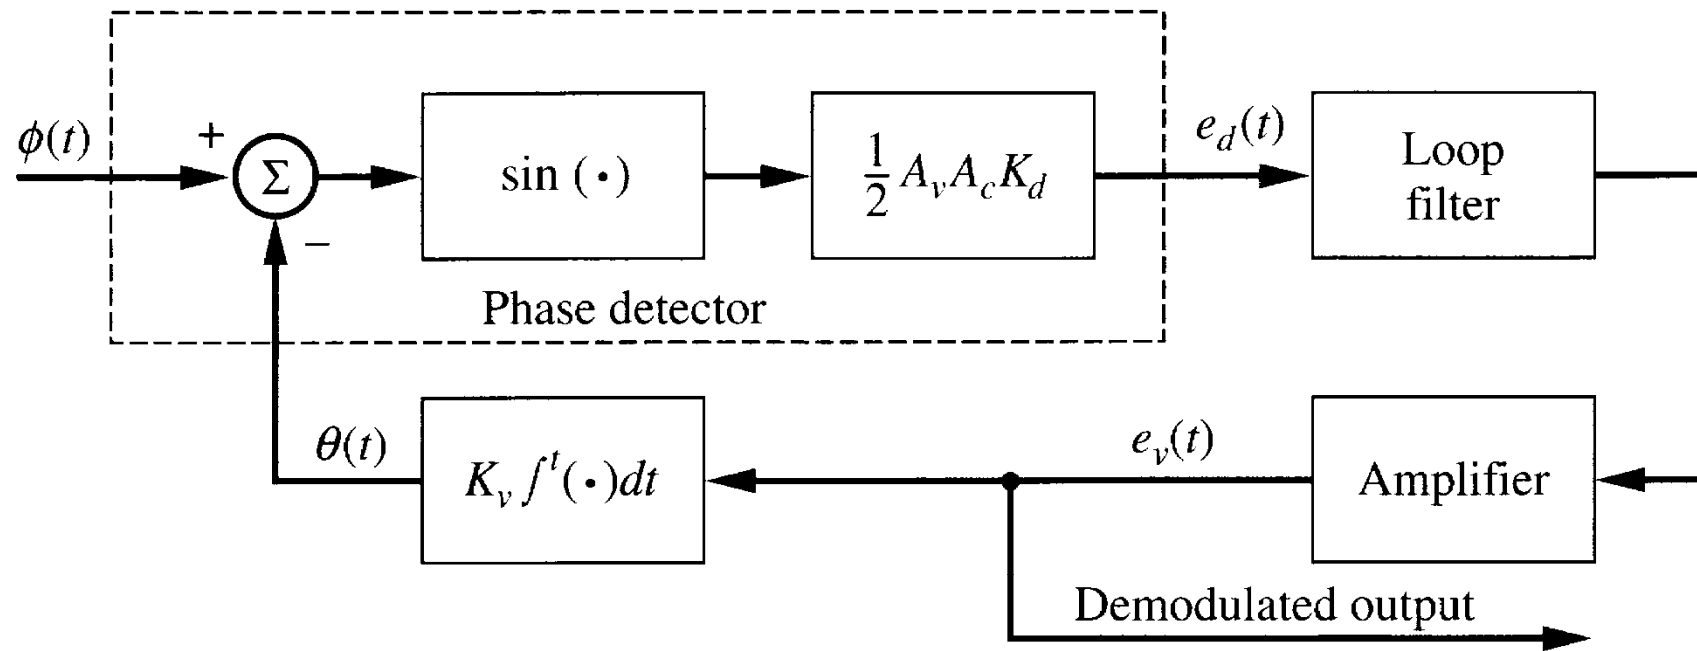 ϕ(t)
+
Σ
−
sin (·)
1/2 A_v A_c K_d
e_d(t)
Loop
filter
Phase detector
θ(t)
K_v ∫^t (·)dt
e_v(t)
Amplifier
Demodulated output